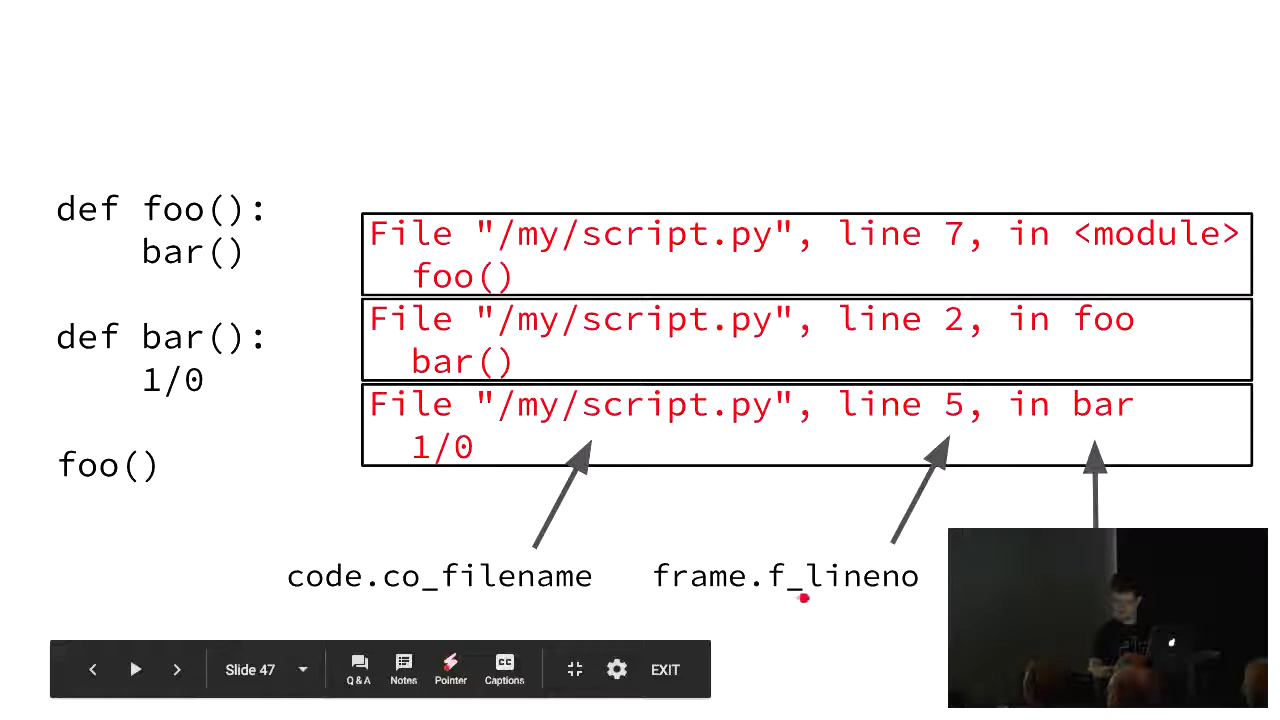 def foo():
    bar()
def bar():
    1/0
foo()
File "/my/script.py", line 7, in <module>
  foo()
File "/my/script.py", line 2, in foo
  bar()
File "/my/script.py", line 5, in bar
  1/0
code.co_filename
frame.f_lineno
Slide 47
Q & A
Notes
Pointer
CC
Captions
EXIT